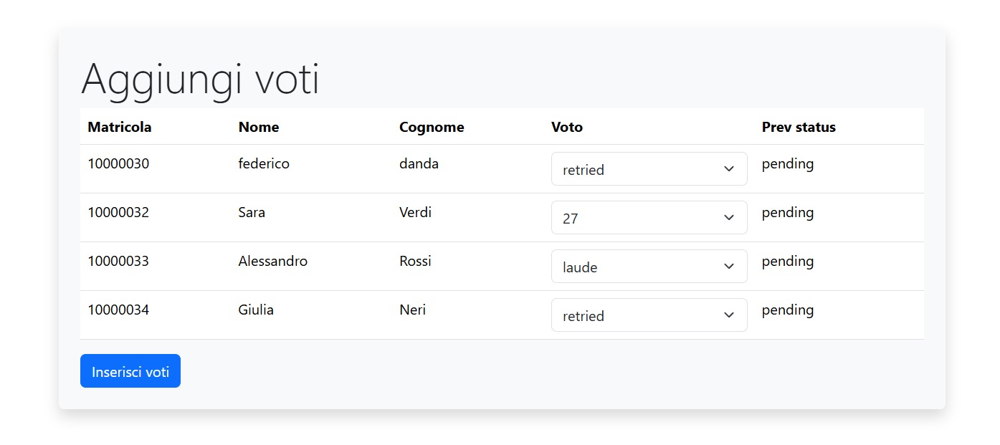 Aggiungi voti
Matricola Nome Cognome Voto Prev status
10000030 federico danda retried pending
10000032 Sara Verdi 27 pending
10000033 Alessandro Rossi laude pending
10000034 Giulia Neri retried pending
Inserisci voti